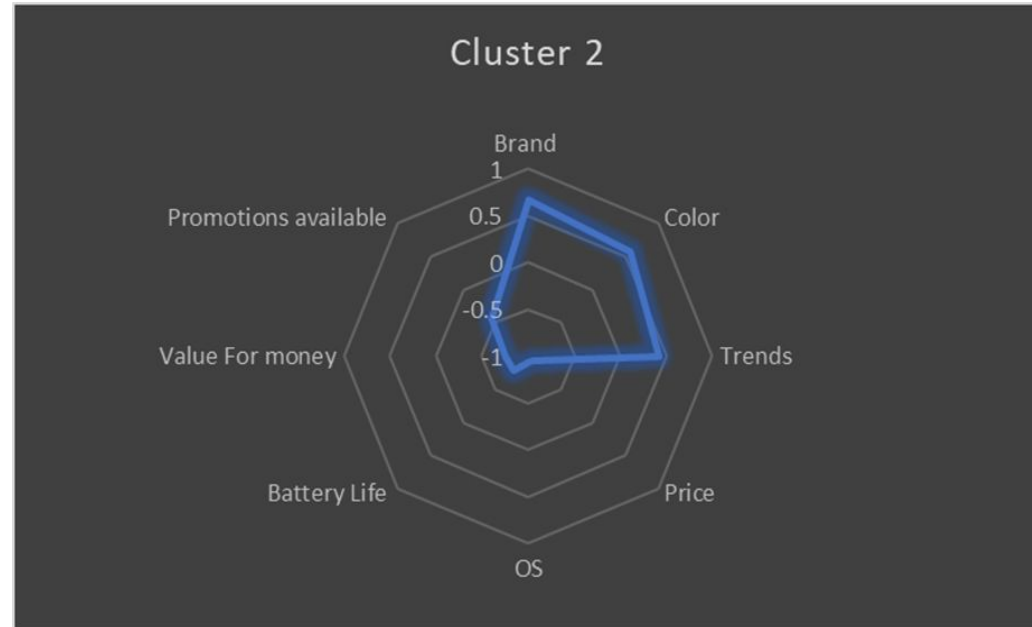 Cluster 2
Brand
1
Promotions available
0.5
Color
0
-0.5
Value For money
-1
Trends
Battery Life
Price
OS